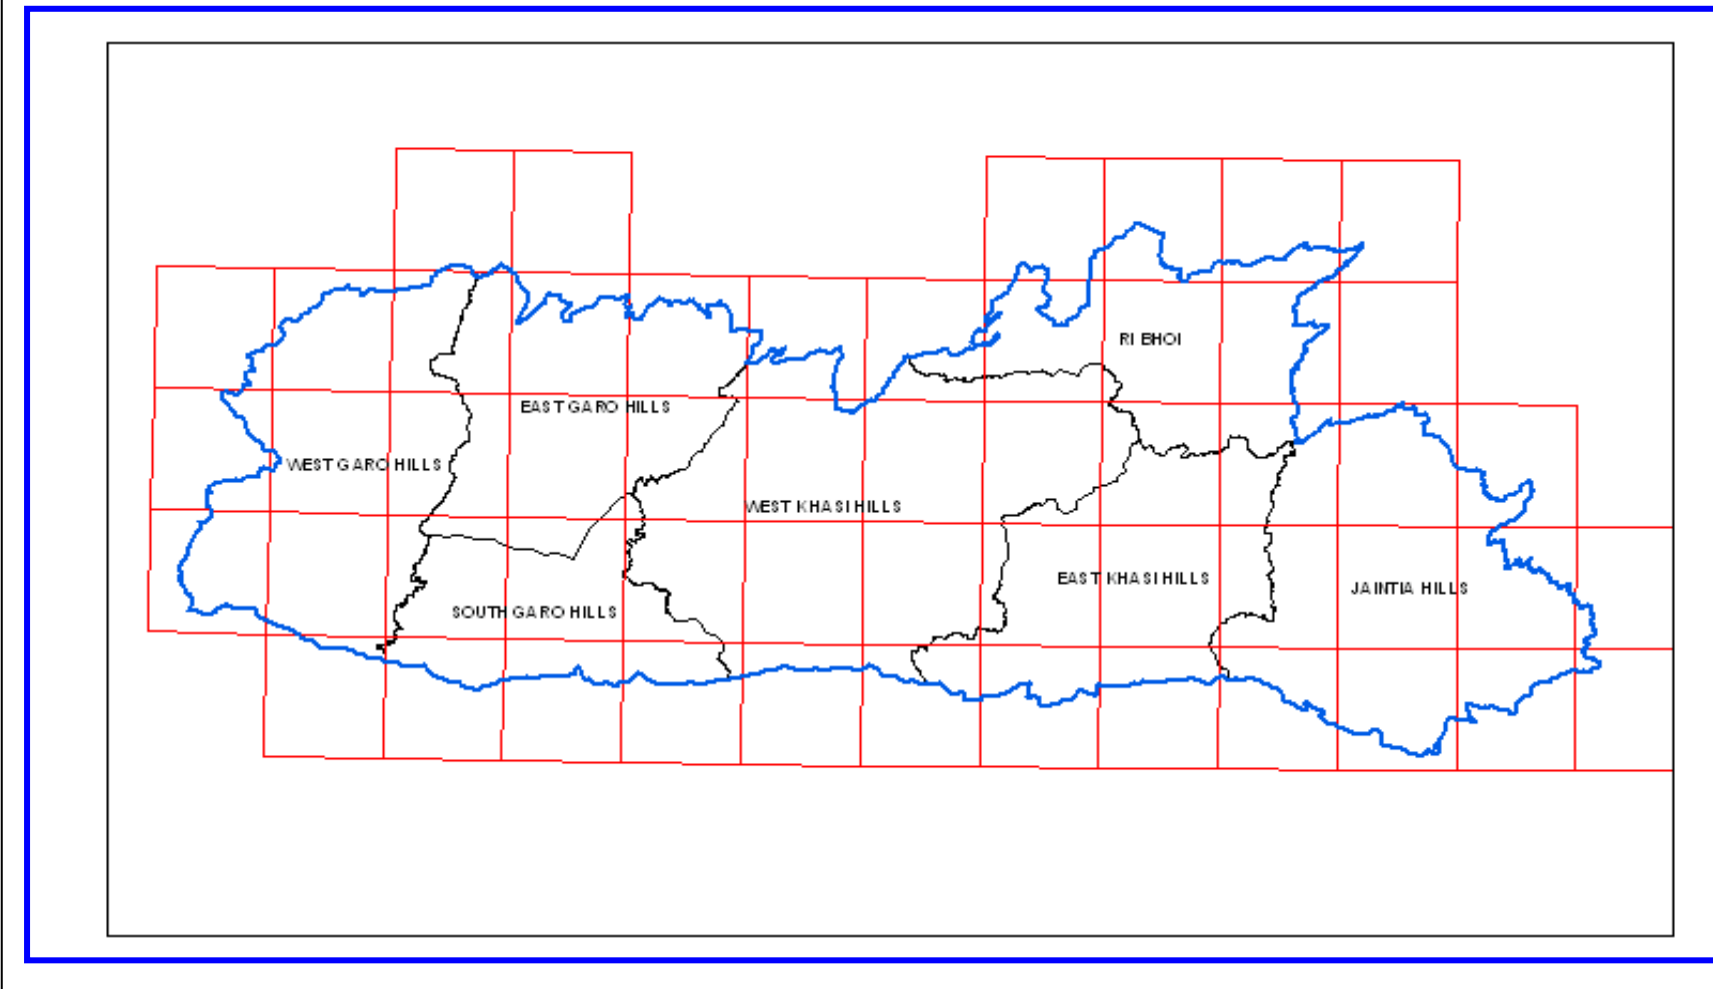 RI BHOI
EAST GARO HILLS
WEST GARO HILLS
WEST KHASI HILLS
EAST KHASI HILLS
JAINTIA HILLS
SOUTH GARO HILLS